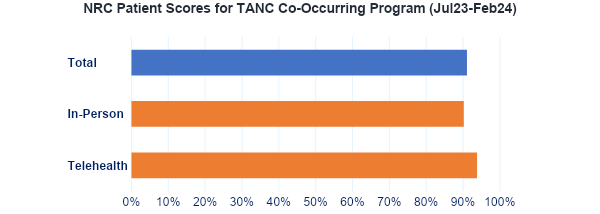 NRC Patient Scores for TANC Co-Occurring Program (Jul23-Feb24)
Total
In-Person
Telehealth
0% 10% 20% 30% 40% 50% 60% 70% 80% 90% 100%